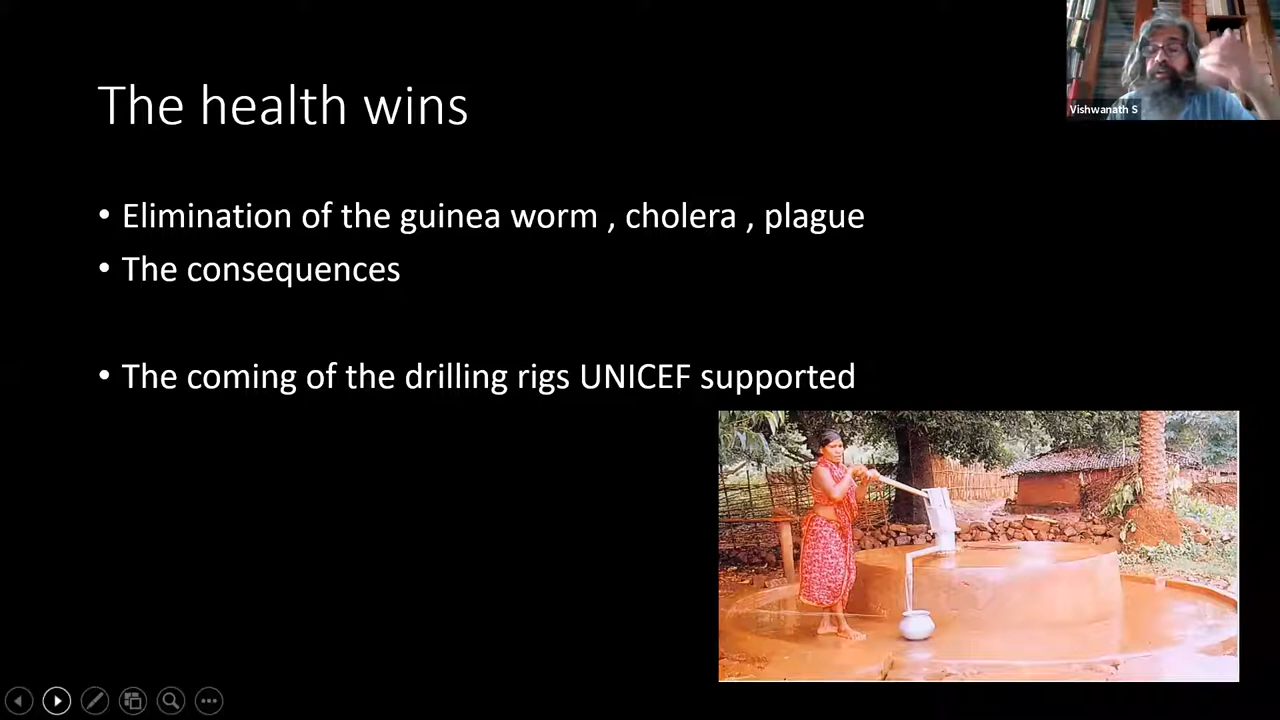 The health wins
Vishwanath S
• Elimination of the guinea worm , cholera , plague
• The consequences
• The coming of the drilling rigs UNICEF supported